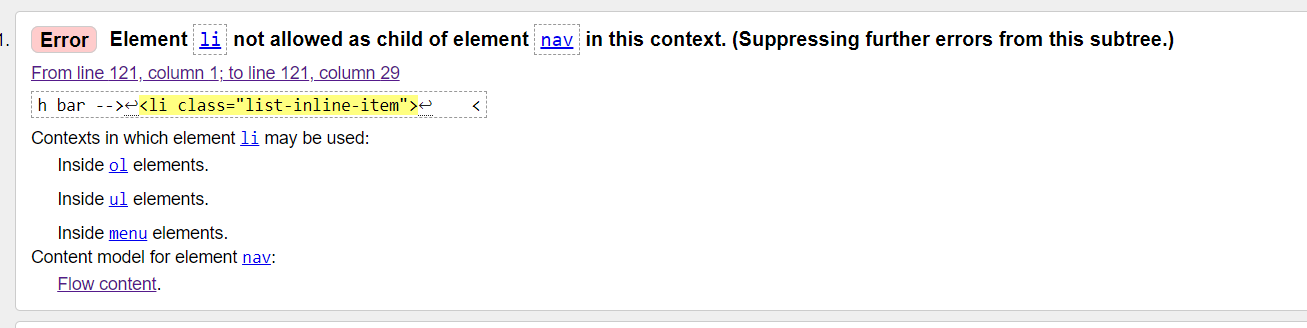 1. Error Element li not allowed as child of element nav in this context. (Suppressing further errors from this subtree.)
From line 121, column 1; to line 121, column 29
h bar -->↩<li class="list-inline-item">↩    <
Contexts in which element li may be used:
Inside ol elements.
Inside ul elements.
Inside menu elements.
Content model for element nav:
Flow content.